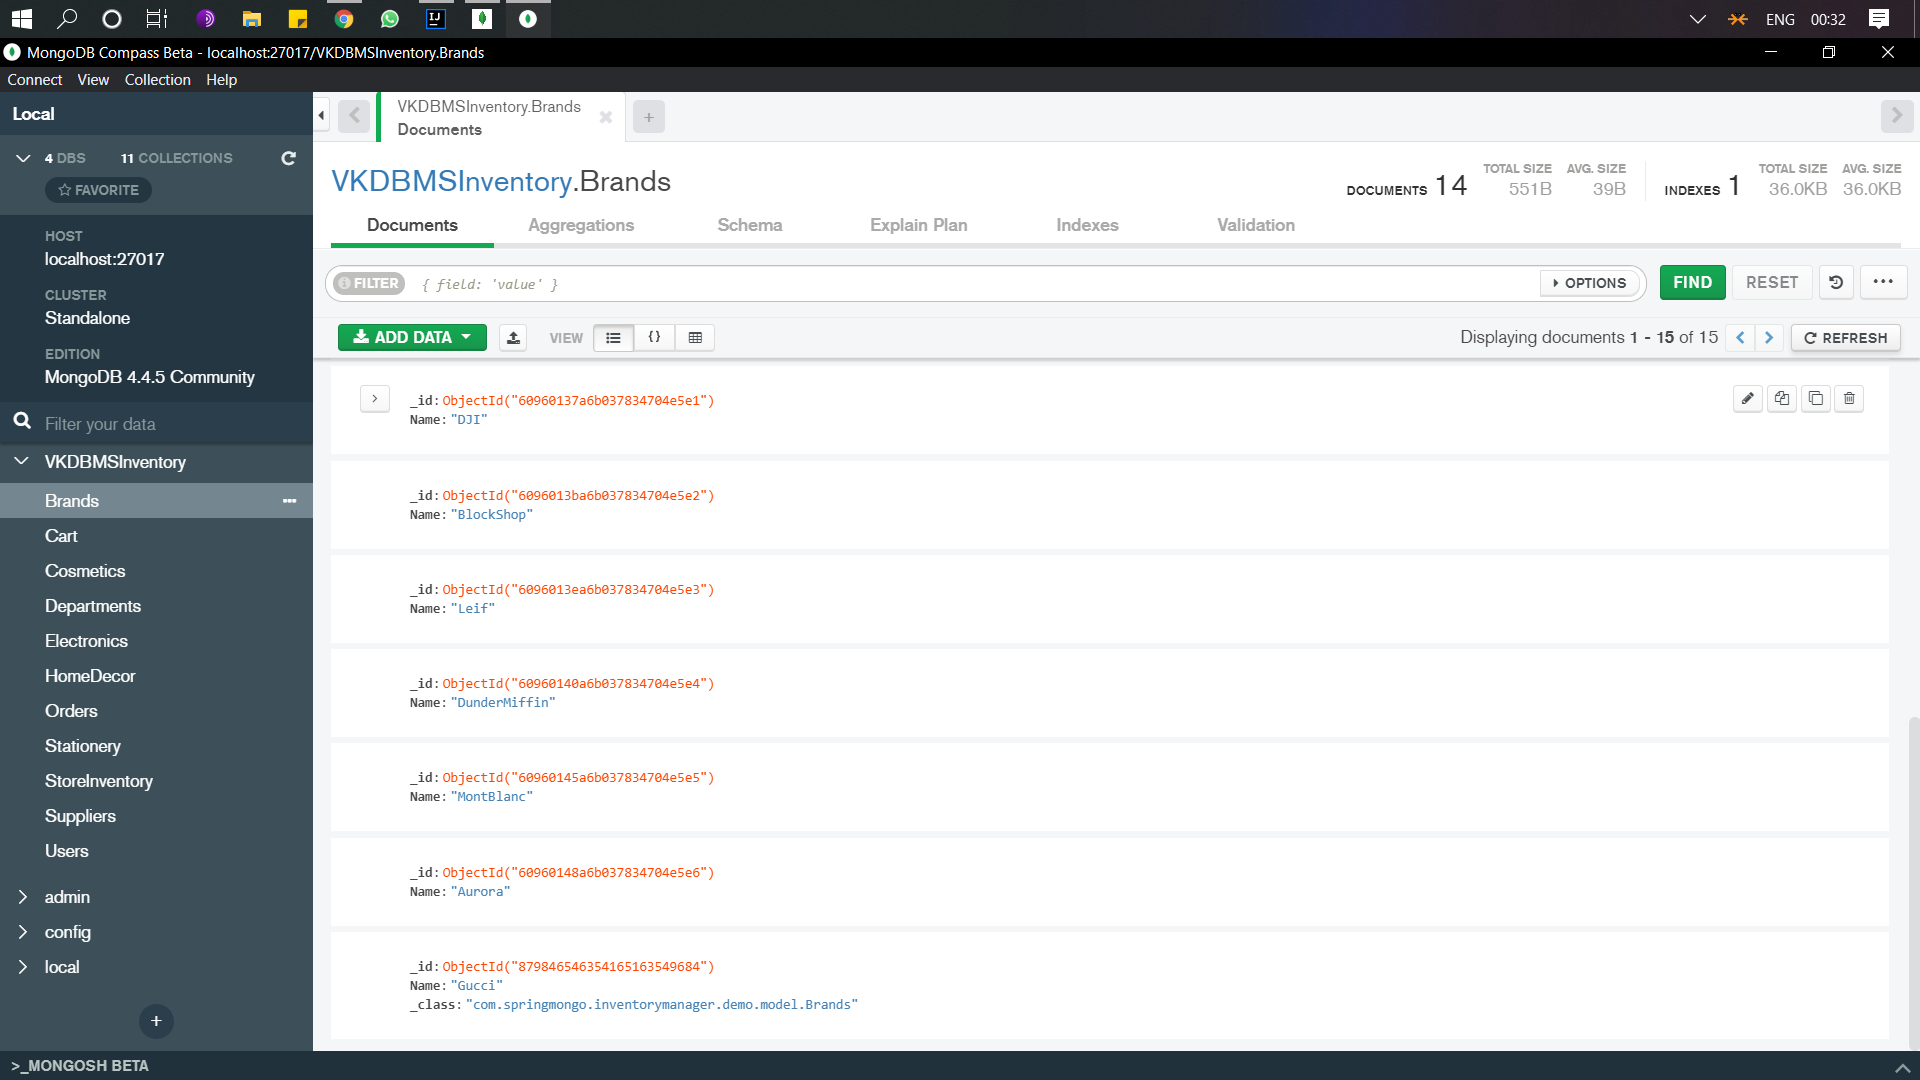 ENG 00:32
MongoDB Compass Beta - localhost:27017/VKDBMSInventory.Brands
Connect View Collection Help
Local
4 DBS 11 COLLECTIONS
FAVORITE
HOST
localhost:27017
CLUSTER
Standalone
EDITION
MongoDB 4.4.5 Community
Filter your data
VKDBMSInventory
Brands
Cart
Cosmetics
Departments
Electronics
HomeDecor
Orders
Stationery
StoreInventory
Suppliers
Users
admin
config
local
+
>_MONGOSH BETA
VKDBMSInventory.Brands
Documents
+
VKDBMSInventory.Brands
DOCUMENTS 14 TOTAL SIZE 551B AVG. SIZE 39B INDEXES 1 TOTAL SIZE 36.0KB AVG. SIZE 36.0KB
Documents Aggregations Schema Explain Plan Indexes Validation
FILTER { field: 'value' } OPTIONS FIND RESET ...
ADD DATA VIEW {} Displaying documents 1 - 15 of 15 REFRESH
_id: ObjectId("60960137a6b037834704e5e1")
Name: "DJI"
_id: ObjectId("6096013ba6b037834704e5e2")
Name: "BlockShop"
_id: ObjectId("6096013ea6b037834704e5e3")
Name: "Leif"
_id: ObjectId("60960140a6b037834704e5e4")
Name: "DunderMiffin"
_id: ObjectId("60960145a6b037834704e5e5")
Name: "MontBlanc"
_id: ObjectId("60960148a6b037834704e5e6")
Name: "Aurora"
_id: ObjectId("879846546354165163549684")
Name: "Gucci"
_class: "com.springmongo.inventorymanager.demo.model.Brands"